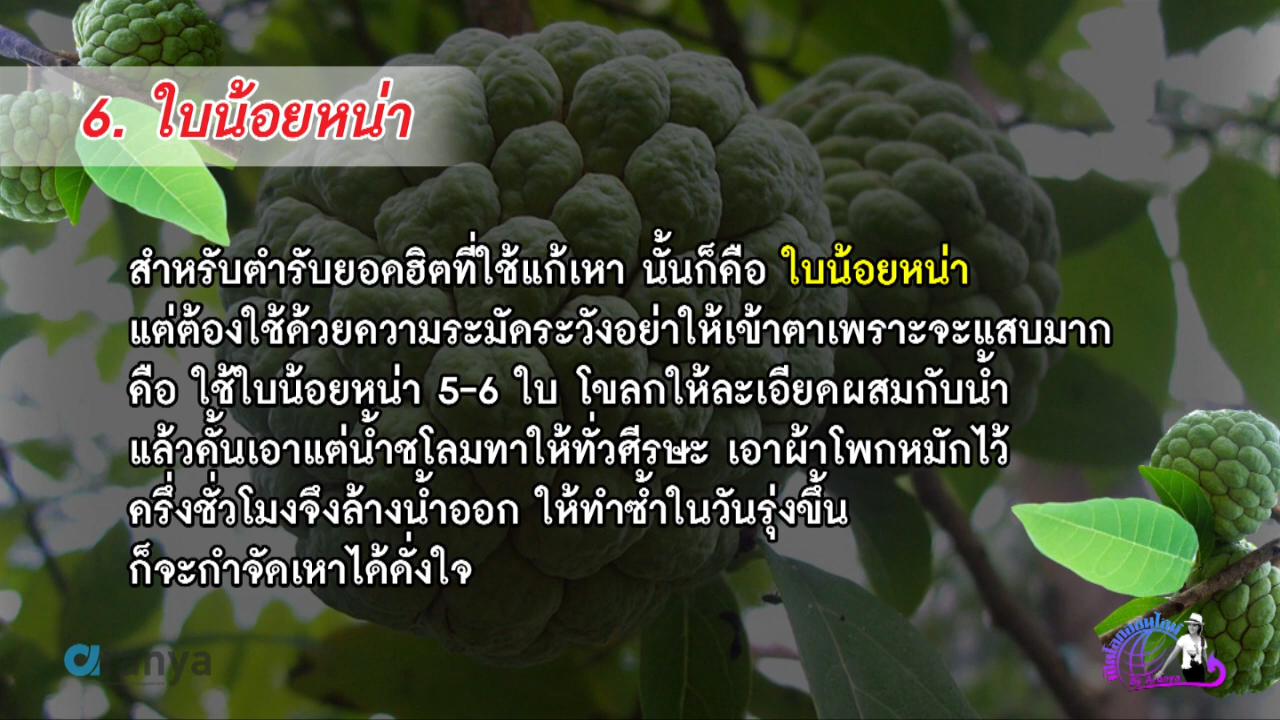 6. ใบน้อยหน่า
สำหรับตำรับยอดฮิตที่ใช้แก้เหา นั้นก็คือ ใบน้อยหน่า
แต่ต้องใช้ด้วยความระมัดระวังอย่าให้เข้าตาเพราะจะแสบมาก
คือ ใช้ใบน้อยหน่า 5-6 ใบ โขลกให้ละเอียดผสมกับน้ำ
แล้วคั้นเอาแต่น้ำชโลมทาให้ทั่วศีรษะ เอาผ้าโพกหมักไว้
ครึ่งชั่วโมงจึงล้างน้ำออก ให้ทำซ้ำในวันรุ่งขึ้น
ก็จะกำจัดเหาได้ดั่งใจ
By Aranya